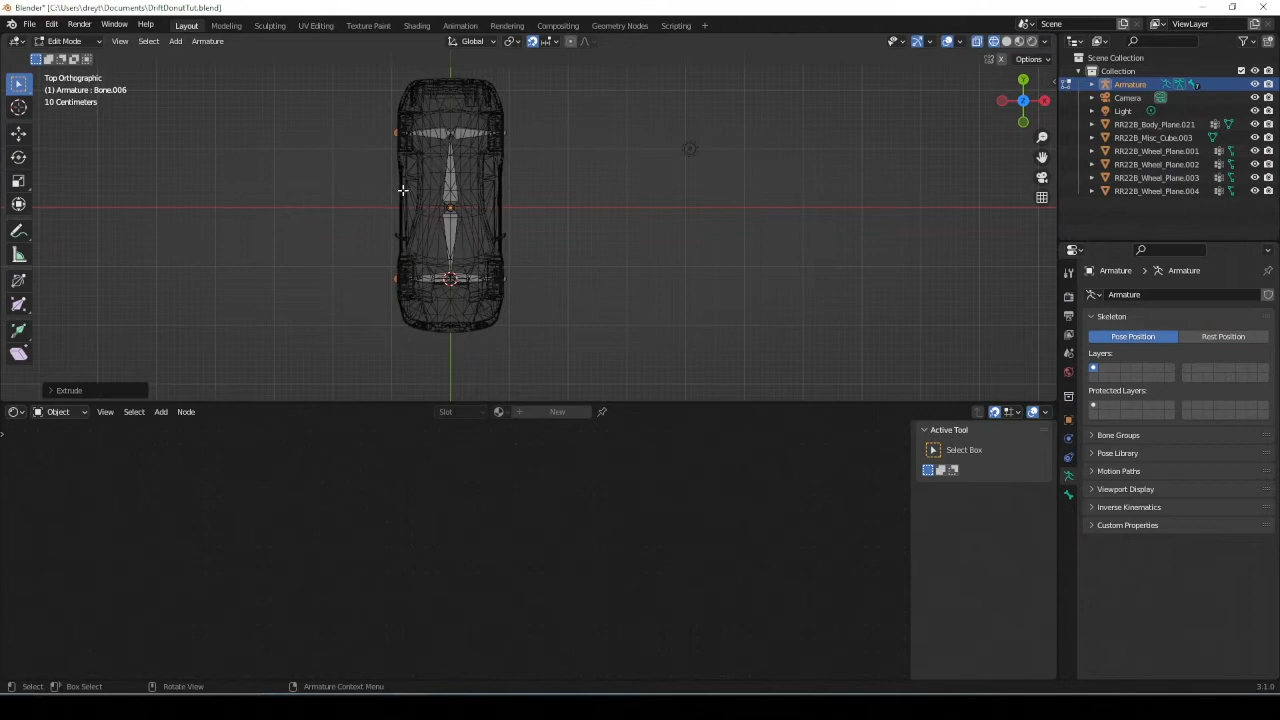 Blender* [C:\Users\dreyt\Documents\DriftDonutTut.blend]
File Edit Render Window Help Layout Modeling Sculpting UV Editing Texture Paint Shading Animation Rendering Compositing Geometry Nodes Scripting + Scene ViewLayer
Edit Mode View Select Add Armature Global
X Options
Top Orthographic
(1) Armature : Bone.006
10 Centimeters
Y
X
Z
Extrude
Scene Collection
Collection
Armature
Camera
Light
RR22B_Body_Plane.021
RR22B_Misc_Cube.003
RR22B_Wheel_Plane.001
RR22B_Wheel_Plane.002
RR22B_Wheel_Plane.003
RR22B_Wheel_Plane.004
Armature > Armature
Armature
Skeleton
Pose Position Rest Position
Layers:
Protected Layers:
Bone Groups
Pose Library
Motion Paths
Viewport Display
Inverse Kinematics
Custom Properties
Object View Select Add Node Slot New
Active Tool
Select Box
Select Box Select Rotate View Armature Context Menu 3.1.0